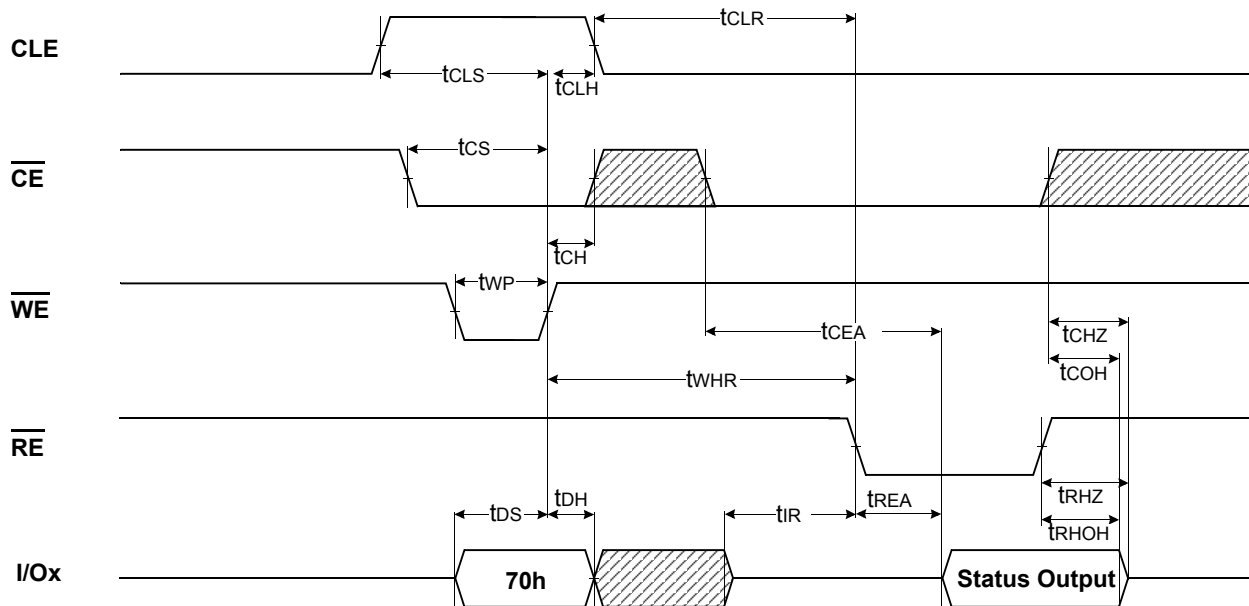 CLE
tCLR
tCLS
tCLH
CE
tCS
tCH
WE
tWP
tCEA
tCHZ
tCOH
tWHR
RE
tDH
tRHZ
tDS
tIR
tREA
tRHOH
I/Ox
70h
Status Output